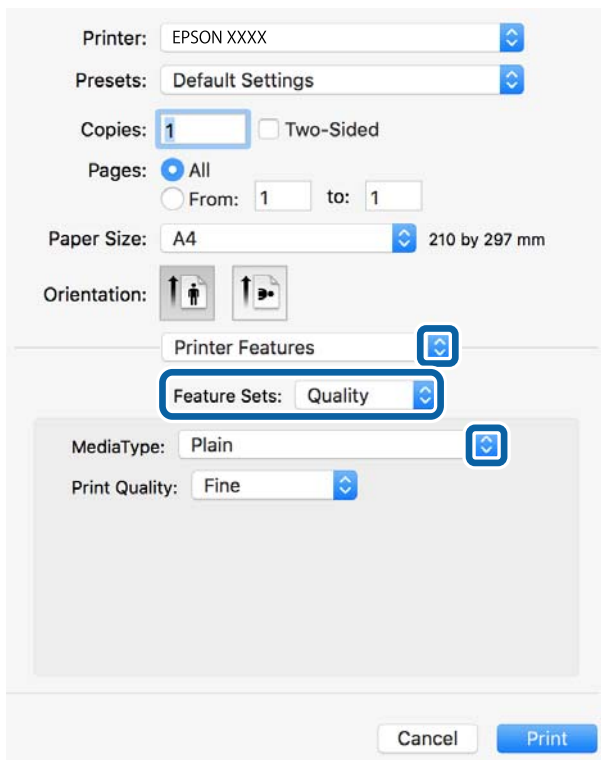 Printer: EPSON XXXX
Presets: Default Settings
Copies: 1 Two-Sided
Pages: All
From: 1 to: 1
Paper Size: A4 210 by 297 mm
Orientation:
Printer Features
Feature Sets: Quality
MediaType: Plain
Print Quality: Fine
Cancel Print